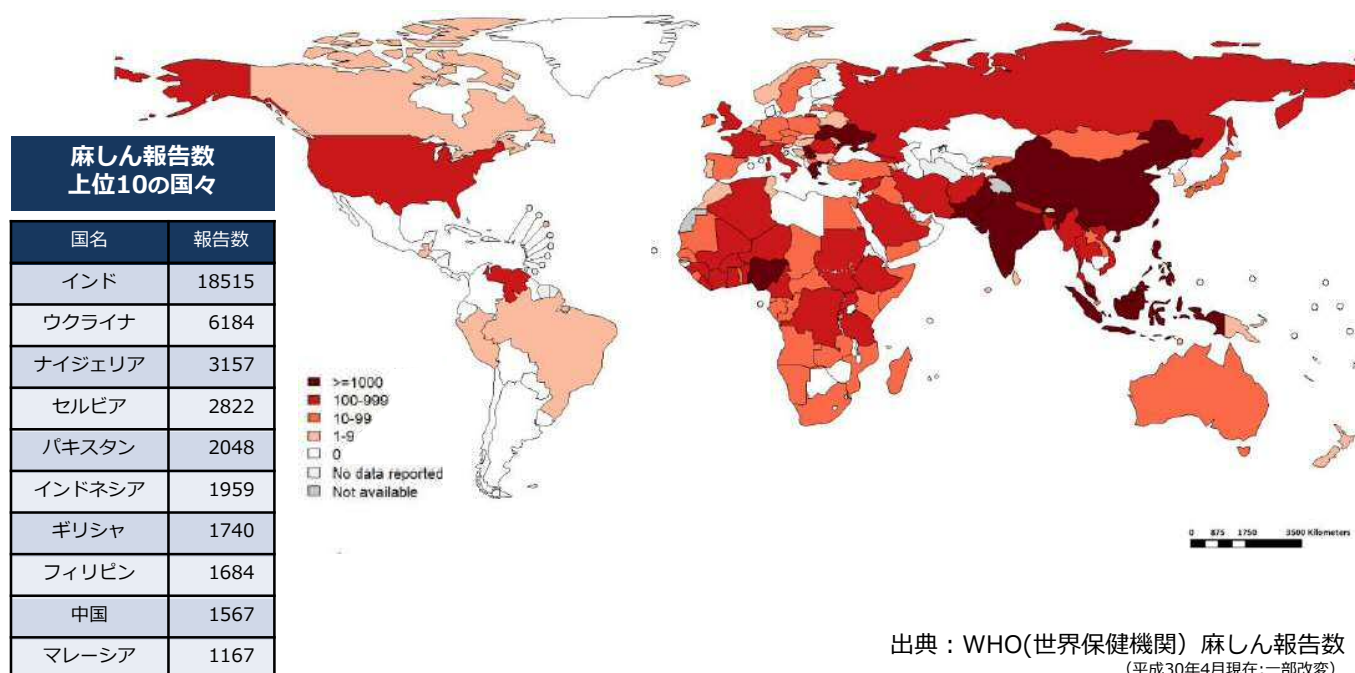 麻しん報告数
上位10の国々
国名 報告数
インド 18515
ウクライナ 6184
ナイジェリア 3157
セルビア 2822
パキスタン 2048
インドネシア 1959
ギリシャ 1740
フィリピン 1684
中国 1567
マレーシア 1167
>=1000
100-999
10-99
1-9
0
No data reported
Not available
0 875 1750 3500 Kilometers
出典：WHO(世界保健機関）麻しん報告数
（平成30年4月現在:一部改変）